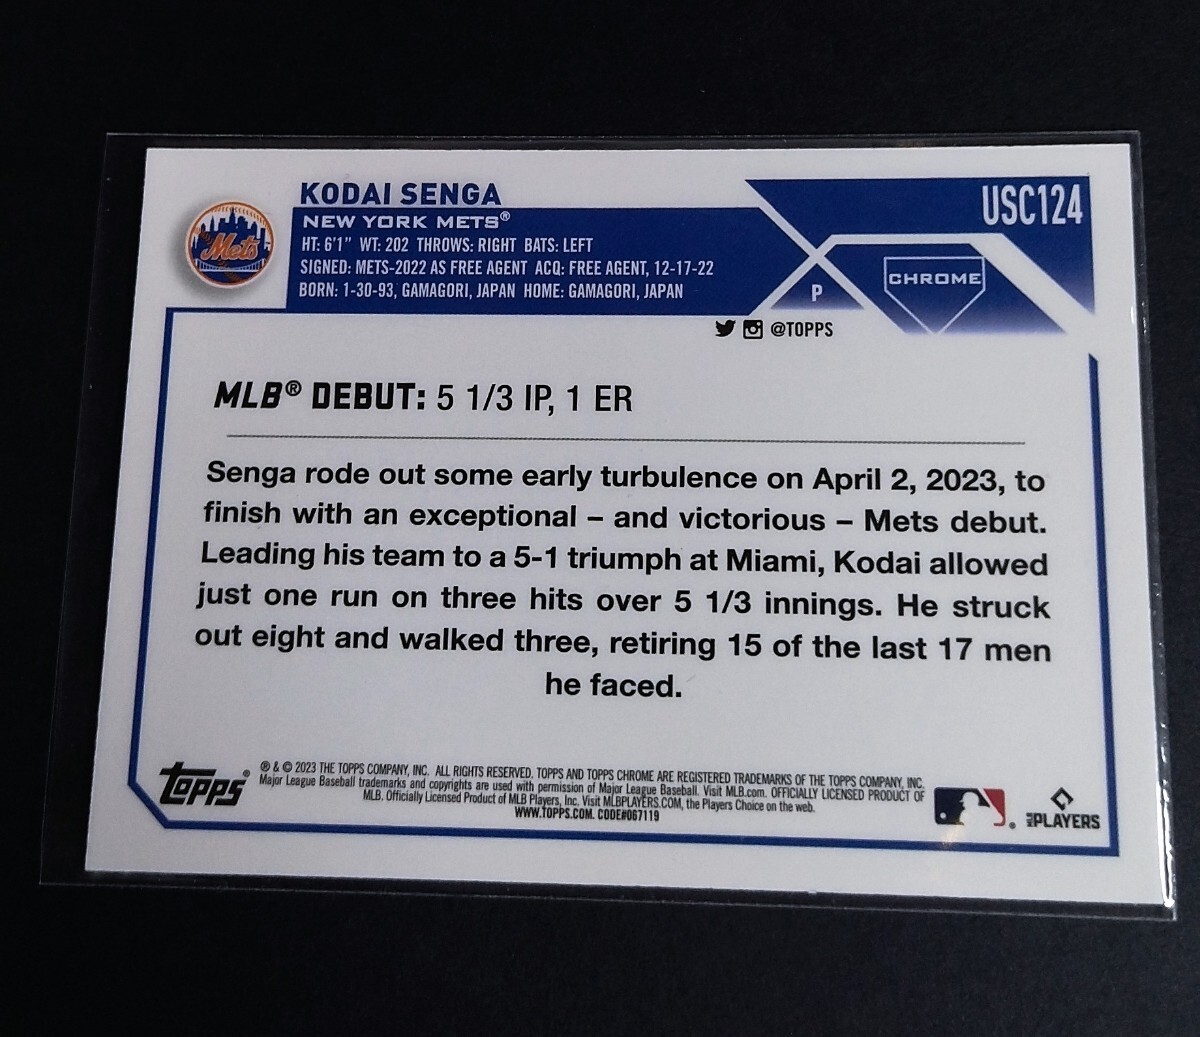 KODAI SENGA
USC124
NEW YORK METS®
Mets
HT: 6'1" WT: 202 THROWS: RIGHT BATS: LEFT
SIGNED: METS-2022 AS FREE AGENT ACQ: FREE AGENT, 12-17-22
BORN: 1-30-93, GAMAGORI, JAPAN HOME: GAMAGORI, JAPAN
P
CHROME
@TOPPS
MLB® DEBUT: 5 1/3 IP, 1 ER
Senga rode out some early turbulence on April 2, 2023, to
finish with an exceptional – and victorious – Mets debut.
Leading his team to a 5-1 triumph at Miami, Kodai allowed
just one run on three hits over 5 1/3 innings. He struck
out eight and walked three, retiring 15 of the last 17 men
he faced.
TOPPS®
® & © 2023 THE TOPPS COMPANY, INC. ALL RIGHTS RESERVED. TOPPS AND TOPPS CHROME ARE REGISTERED TRADEMARKS OF THE TOPPS COMPANY, INC.
Major League Baseball trademarks and copyrights are used with permission of Major League Baseball. Visit MLB.com. OFFICIALLY LICENSED PRODUCT OF
MLB. Officially Licensed Product of MLB Players, Inc. Visit MLBPLAYERS.COM, the Players Choice on the web.
WWW.TOPPS.COM. CODE#067119
MLB PLAYERS